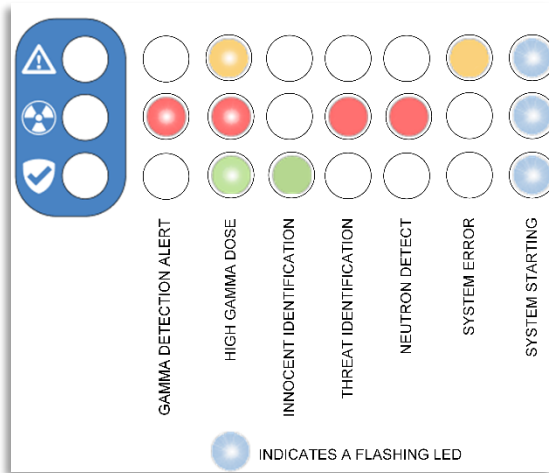 GAMMA DETECTION ALERT
HIGH GAMMA DOSE
INNOCENT IDENTIFICATION
THREAT IDENTIFICATION
NEUTRON DETECT
SYSTEM ERROR
SYSTEM STARTING
INDICATES A FLASHING LED